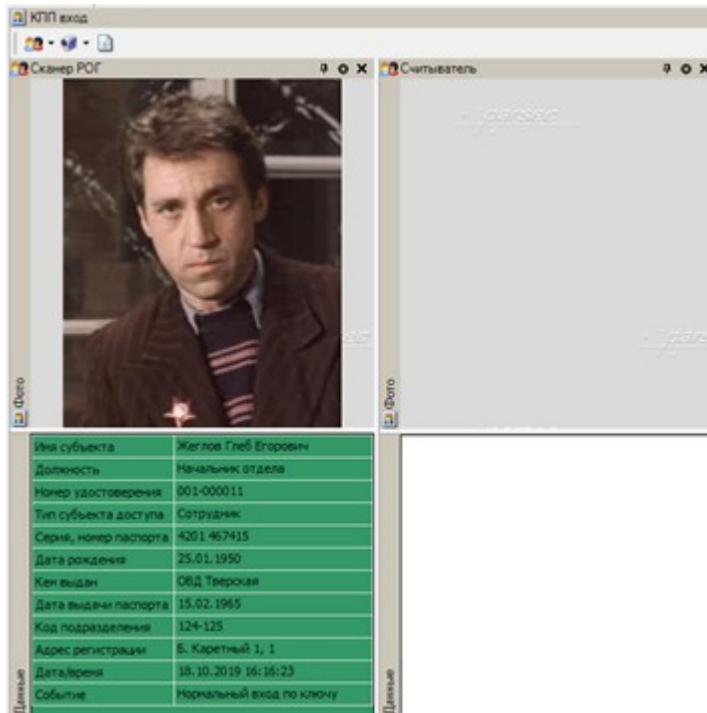 КПП вход
Сканер РОГ
Считыватель
parsec
Фото
Фото
parsec
Имя субъекта Жеглов Глеб Егорович
Должность Начальник отдела
Номер удостоверения 001-000011
Тип субъекта доступа Сотрудник
Серия, номер паспорта 4201 467415
Дата рождения 25.01.1950
Кем выдан ОВД Тверская
Дата выдачи паспорта 15.02.1965
Код подразделения 124-125
Адрес регистрации Б. Каретный 1, 1
Дата/время 18.10.2019 16:16:23
Событие Нормальный вход по ключу
Данные
Данные